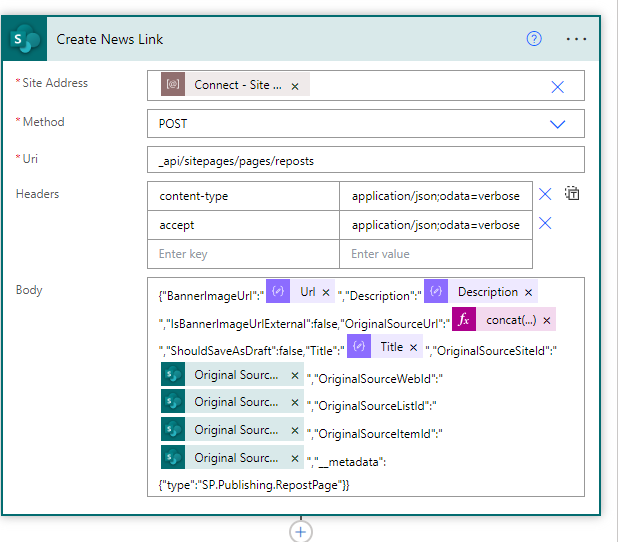 S
Create News Link
?
* Site Address
[@] Connect - Site ... ×
* Method
POST
* Uri
_api/sitepages/pages/reposts
Headers
content-type application/json;odata=verbose
accept application/json;odata=verbose
Enter key Enter value
Body
{"BannerImageUrl":" Url × ","Description":" Description ×
","IsBannerImageUrlExternal":false,"OriginalSourceUrl":" fx concat(...) ×
","ShouldSaveAsDraft":false,"Title":" Title × ","OriginalSourceSiteId":"
Original Sourc... × ","OriginalSourceWebId":"
Original Sourc... × ","OriginalSourceListId":"
Original Sourc... × ","OriginalSourceItemId":"
Original Sourc... × ","__metadata":
{"type":"SP.Publishing.RepostPage"}}